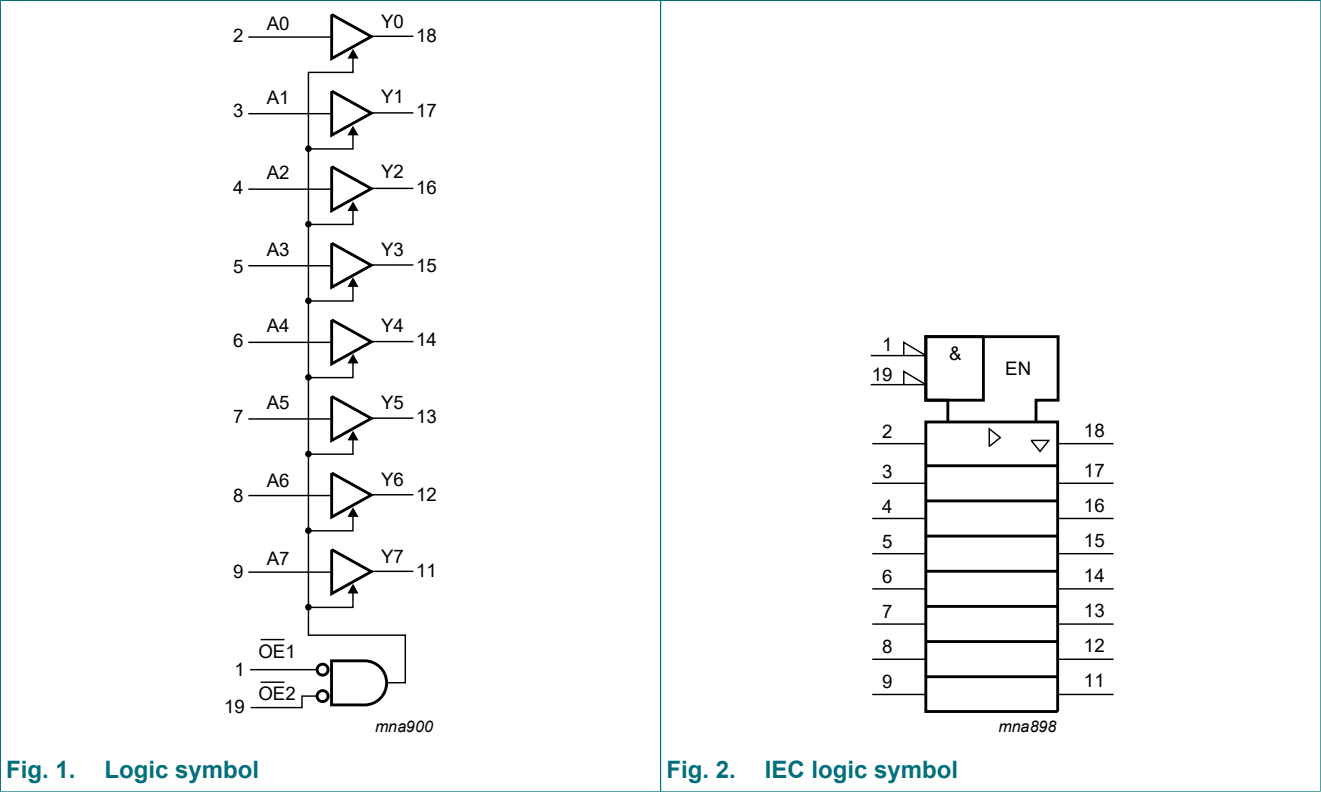 2 A0 Y0 18
3 A1 Y1 17
4 A2 Y2 16
5 A3 Y3 15
6 A4 Y4 14
7 A5 Y5 13
8 A6 Y6 12
9 A7 Y7 11
1 O̅E̅1
19 O̅E̅2
mna900
Fig. 1. Logic symbol
1 & EN
19
2 18
3 17
4 16
5 15
6 14
7 13
8 12
9 11
mna898
Fig. 2. IEC logic symbol